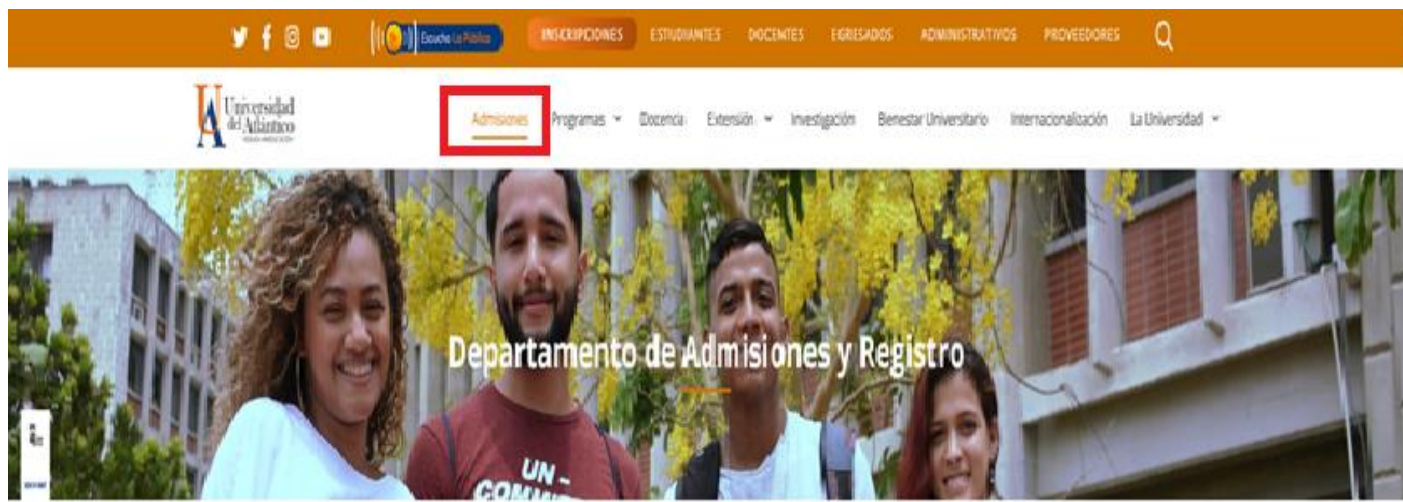 Escucha La Pública
INSCRIPCIONES ESTUDIANTES DOCENTES EGRESADOS ADMINISTRATIVOS PROVEEDORES
Universidad
del Atlántico
Admisiones Programas Docencia Extensión Investigación Bienestar Universitario Internacionalización La Universidad
Departamento de Admisiones y Registro
UN-